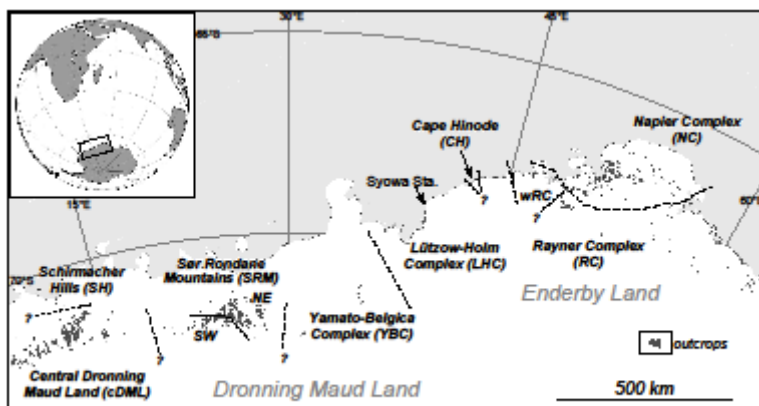 30°E
45°E
65°S
Napier Complex
(NC)
Cape Hinode
(CH)
Syowa Sta.
wRC
?
?
60°
15°E
Lützow-Holm
Complex (LHC)
Rayner Complex
(RC)
70°S
Schirmacher
Hills (SH)
Sør Rondane
Mountains (SRM)
NE
Enderby Land
?
SW
Yamato-Belgica
Complex (YBC)
outcrops
?
?
Central Dronning
Maud Land (cDML)
Dronning Maud Land
500 km